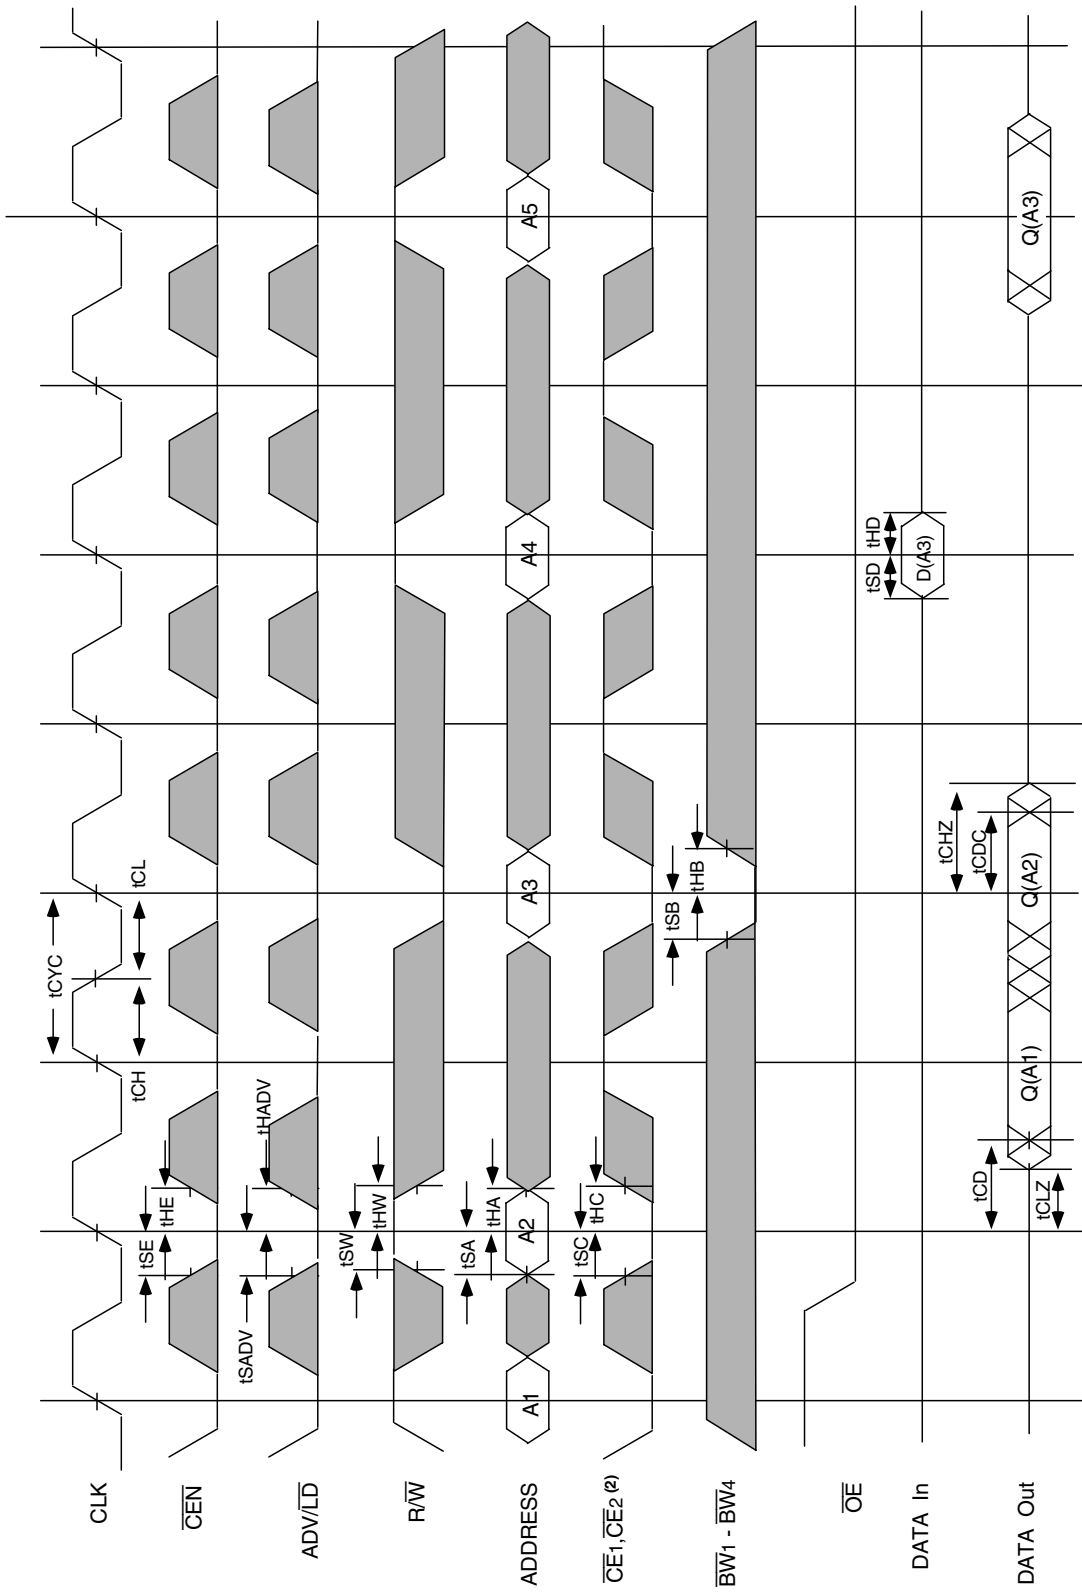 CLK
tCYC
tCH
tCL
CEN
tSE
tHE
ADV/LD
tSADV
tHADV
R/W
tSW
tHW
ADDRESS
tSA
tHA
A1
A2
A3
A4
A5
CE1,CE2 (2)
tSC
tHC
BW1 - BW4
tSB
tHB
OE
DATA In
tSD
tHD
D(A3)
DATA Out
tCD
tCLZ
tCHZ
tCDC
Q(A1)
Q(A2)
Q(A3)